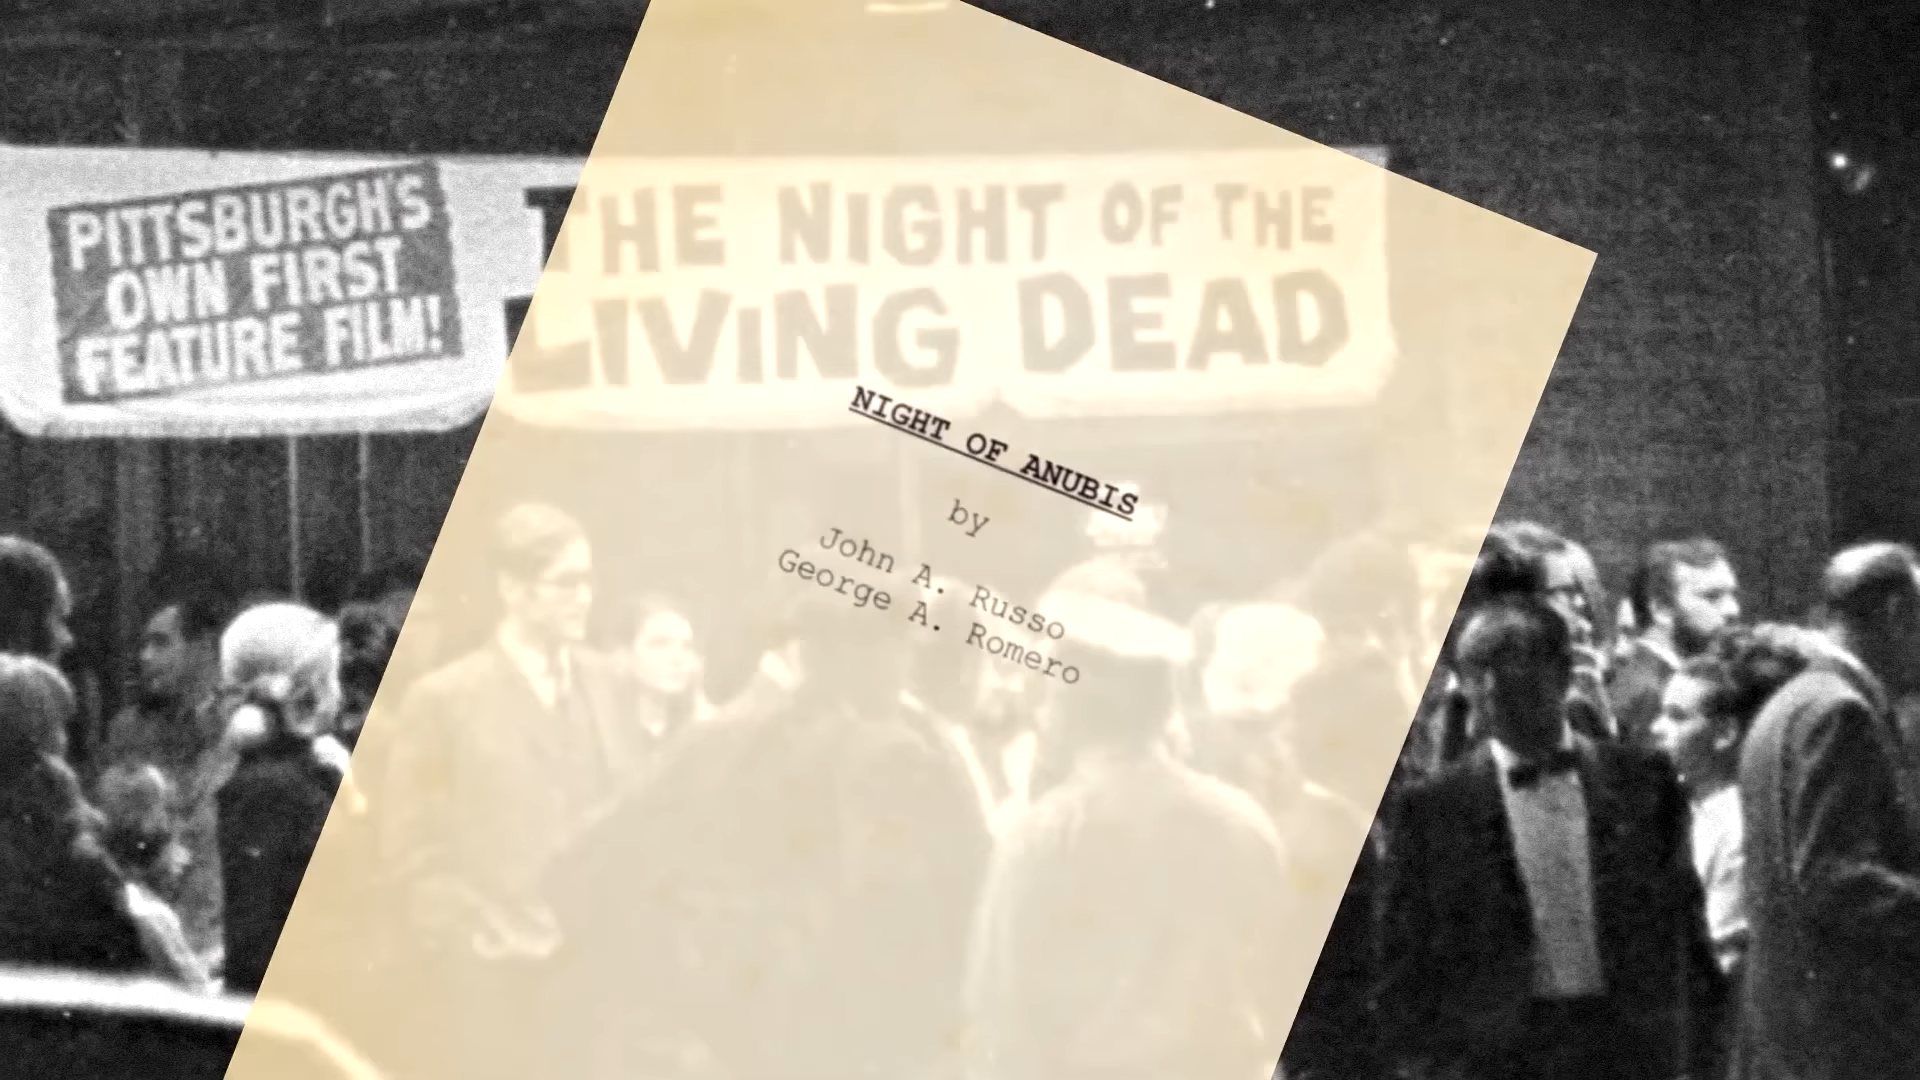 PITTSBURGH'S
OWN FIRST
FEATURE FILM!
THE NIGHT OF THE
LIVING DEAD
NIGHT OF ANUBIS
by
John A. Russo
George A. Romero